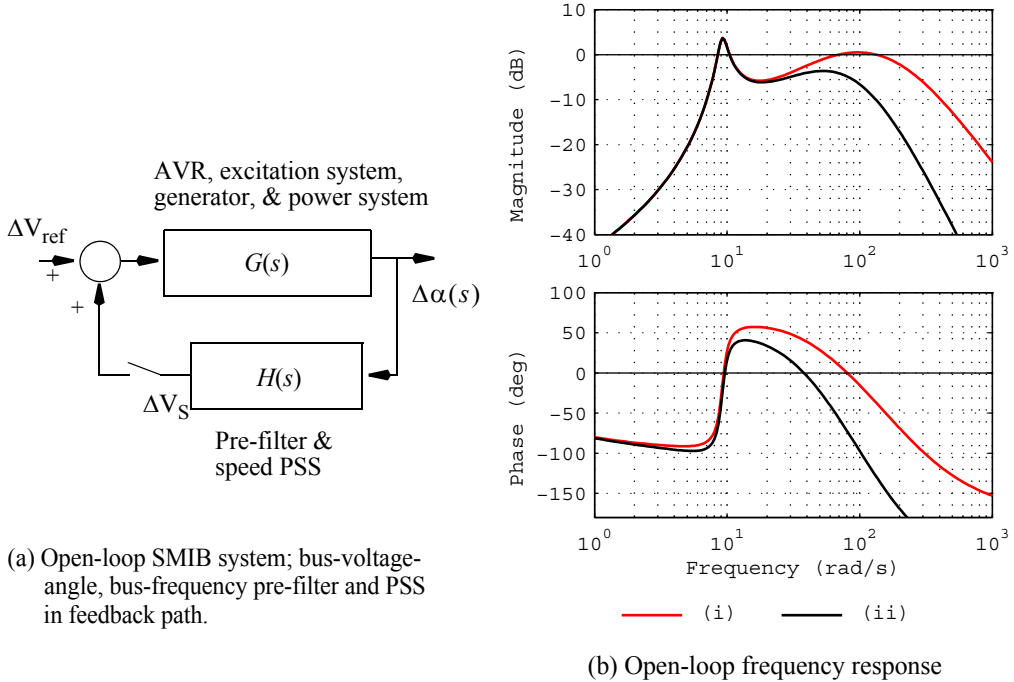 AVR, excitation system,
generator, & power system
ΔV_ref
+
+
G(s)
Δα(s)
H(s)
ΔV_S
Pre-filter &
speed PSS
(a) Open-loop SMIB system; bus-voltage-
angle, bus-frequency pre-filter and PSS
in feedback path.
Magnitude (dB)
10
0
−10
−20
−30
−40
10^0
10^1
10^2
10^3
Phase (deg)
100
50
0
−50
−100
−150
10^0
10^1
10^2
10^3
Frequency (rad/s)
(i)
(ii)
(b) Open-loop frequency response